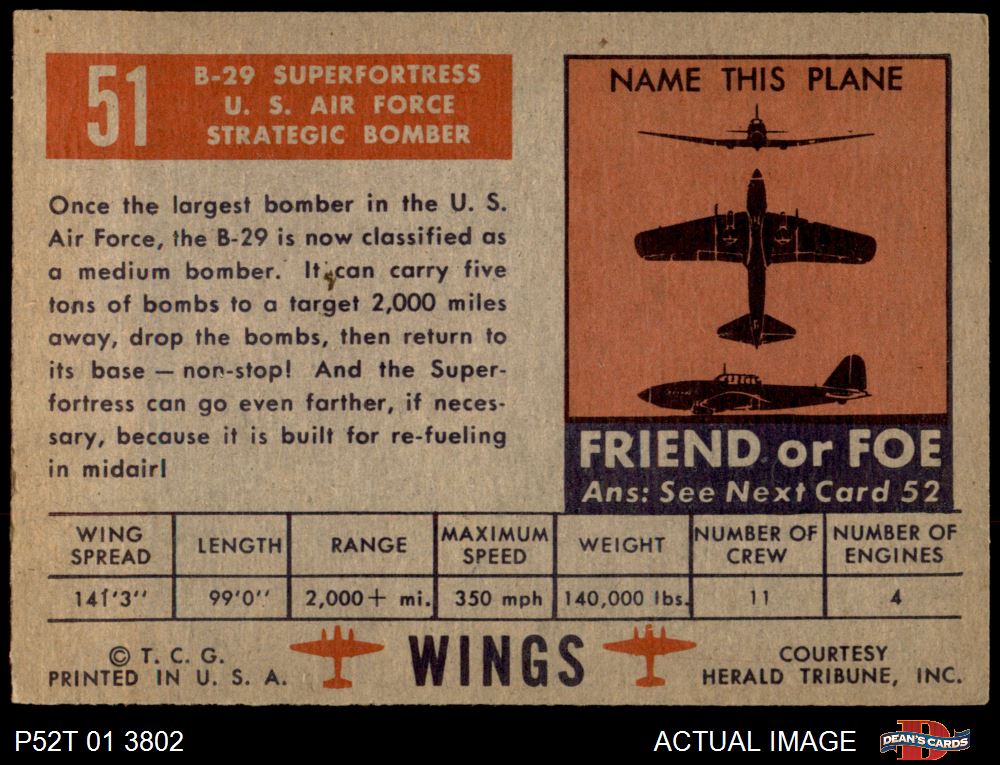 51
B-29 SUPERFORTRESS
U. S. AIR FORCE
STRATEGIC BOMBER
Once the largest bomber in the U. S.
Air Force, the B-29 is now classified as
a medium bomber. It can carry five
tons of bombs to a target 2,000 miles
away, drop the bombs, then return to
its base — non-stop! And the Super-
fortress can go even farther, if neces-
sary, because it is built for re-fueling
in midair!
NAME THIS PLANE
FRIEND or FOE
Ans: See Next Card 52
WING SPREAD
LENGTH
RANGE
MAXIMUM SPEED
WEIGHT
NUMBER OF CREW
NUMBER OF ENGINES
141'3"
99'0"
2,000+ mi.
350 mph
140,000 lbs.
11
4
© T. C. G.
PRINTED IN U. S. A.
WINGS
COURTESY
HERALD TRIBUNE, INC.
P52T 01 3802
ACTUAL IMAGE
D
DEAN'S CARDS